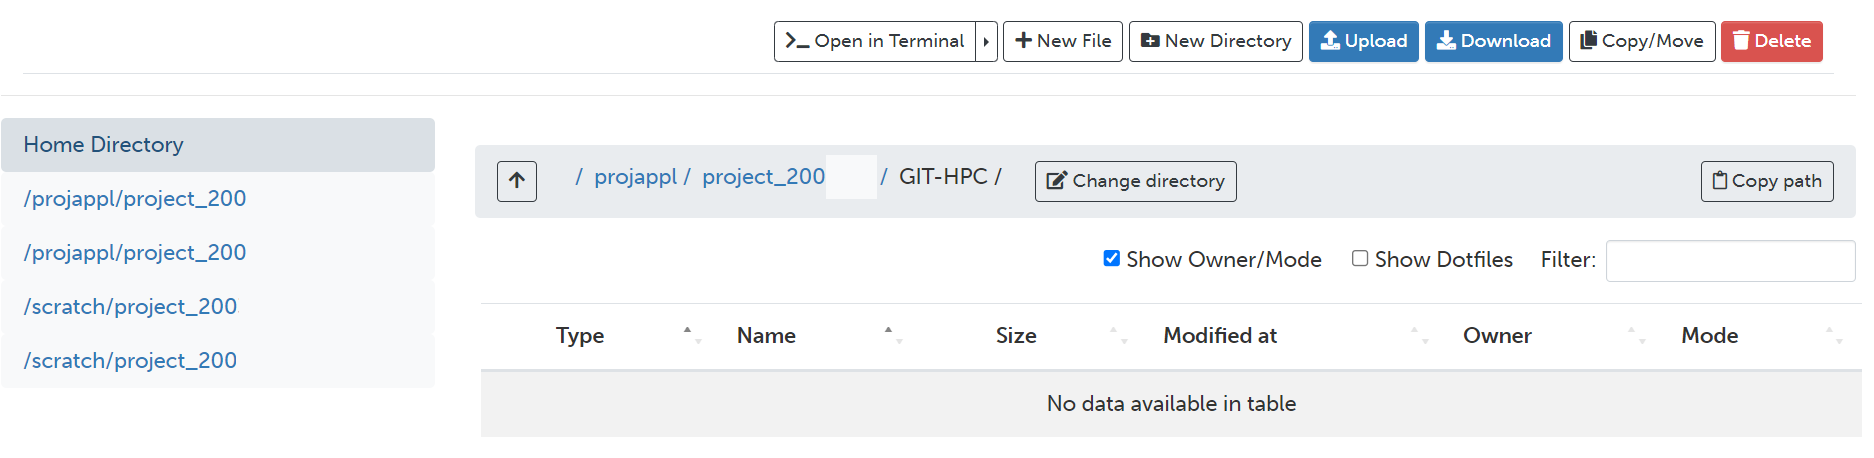 Open in Terminal New File New Directory Upload Download Copy/Move Delete
Home Directory
/projappl/project_200
/projappl/project_200
/scratch/project_200
/scratch/project_200
/ projappl / project_200 / GIT-HPC / Change directory Copy path
Show Owner/Mode Show Dotfiles Filter:
Type Name Size Modified at Owner Mode
No data available in table